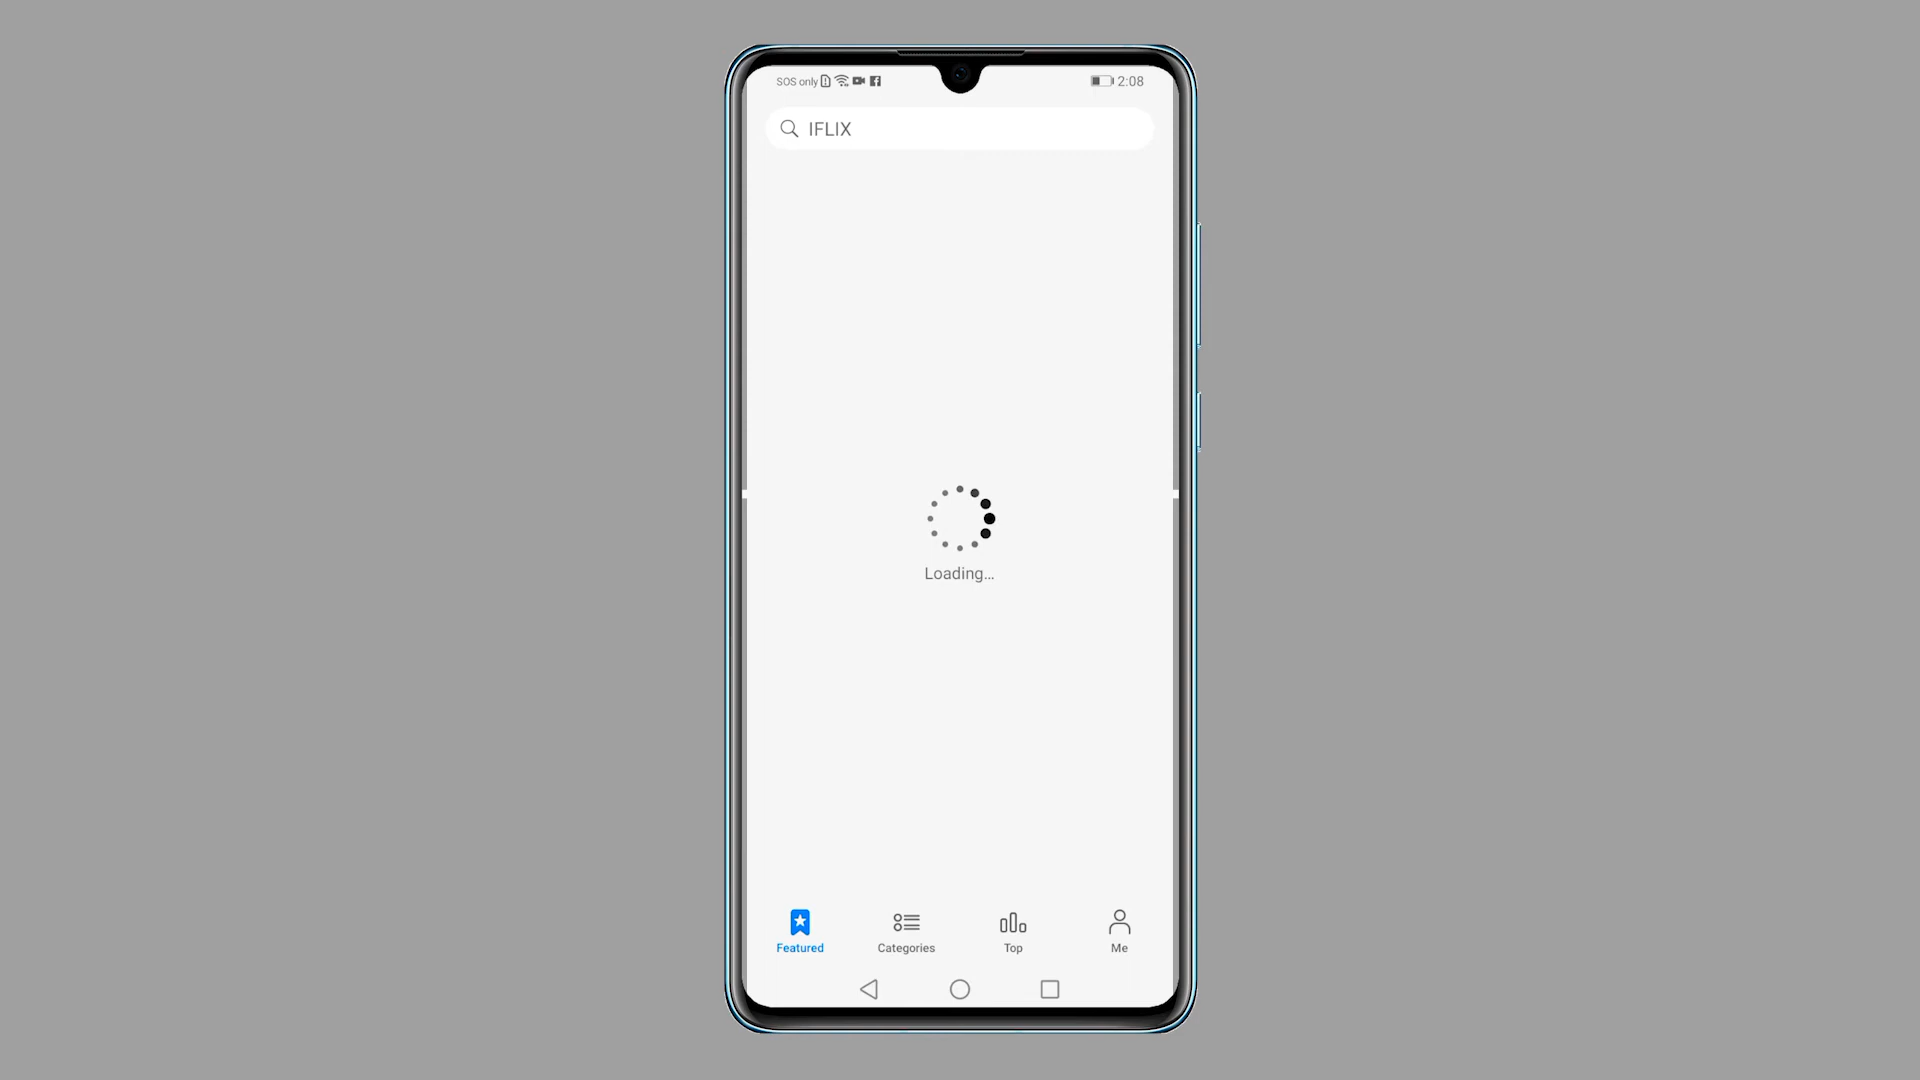 SOS only
2:08
IFLIX
Loading...
Featured
Categories
Top
Me